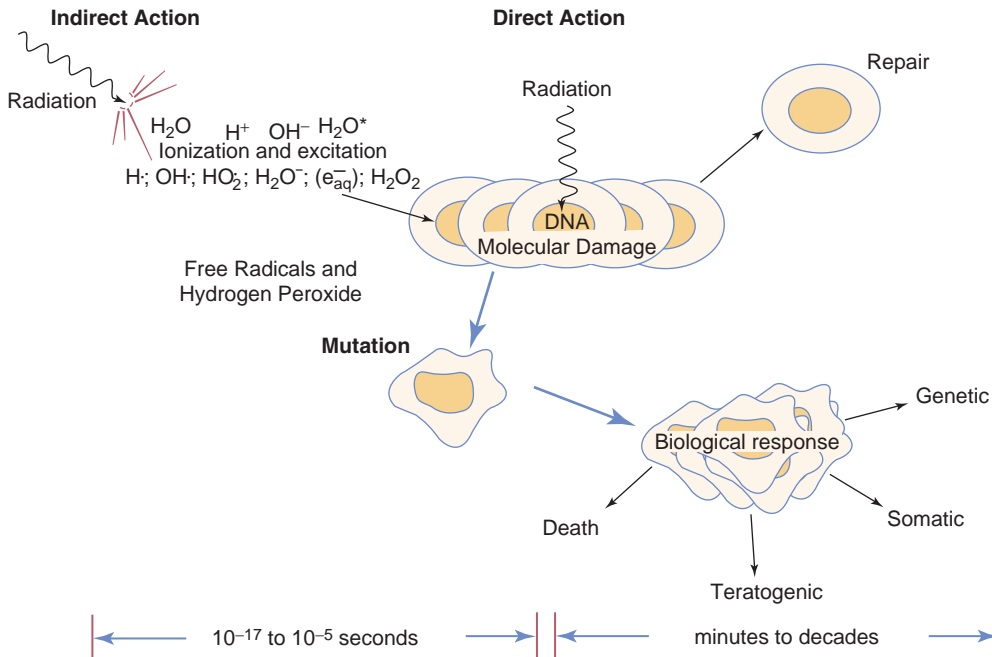 Indirect Action
Direct Action
Radiation
Radiation
Repair
H₂O H⁺ OH⁻ H₂O*
Ionization and excitation
H·; OH·; HO₂·; H₂O⁻; (e⁻aq); H₂O₂
DNA
Molecular Damage
Free Radicals and
Hydrogen Peroxide
Mutation
Genetic
Biological response
Somatic
Death
Teratogenic
10⁻¹⁷ to 10⁻⁵ seconds
minutes to decades